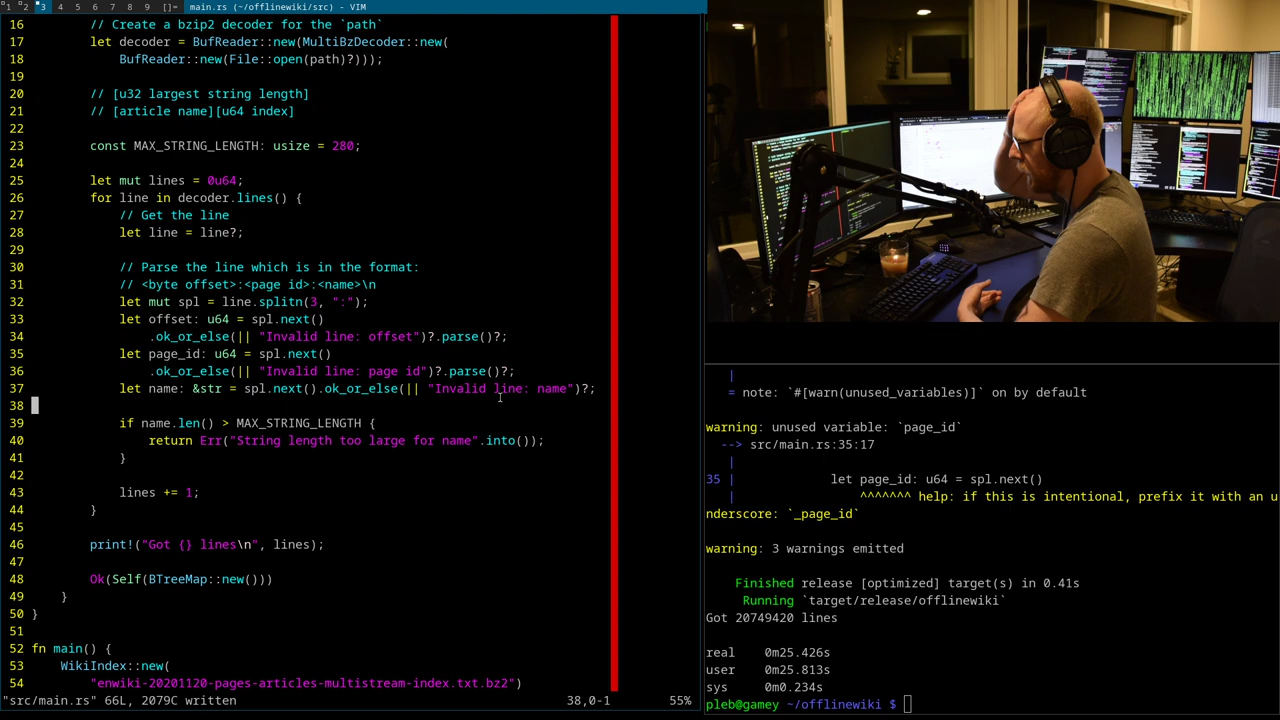 1 2 3 4 5 6 7 8 9 []= main.rs (~/offlinewiki/src) - VIM
16         // Create a bzip2 decoder for the `path`
17         let decoder = BufReader::new(MultiBzDecoder::new(
18             BufReader::new(File::open(path)?)));
19
20         // [u32 largest string length]
21         // [article name][u64 index]
22
23         const MAX_STRING_LENGTH: usize = 280;
24
25         let mut lines = 0u64;
26         for line in decoder.lines() {
27             // Get the line
28             let line = line?;
29
30             // Parse the line which is in the format:
31             // <byte offset>:<page id>:<name>\n
32             let mut spl = line.splitn(3, ":");
33             let offset: u64 = spl.next()
34                 .ok_or_else(|| "Invalid line: offset")?.parse()?;
35             let page_id: u64 = spl.next()
36                 .ok_or_else(|| "Invalid line: page id")?.parse()?;
37             let name: &str = spl.next().ok_or_else(|| "Invalid line: name")?;
38
39             if name.len() > MAX_STRING_LENGTH {
40                 return Err("String length too large for name".into());
41             }
42
43             lines += 1;
44         }
45
46         print!("Got {} lines\n", lines);
47
48         Ok(Self(BTreeMap::new()))
49     }
50 }
51
52 fn main() {
53     WikiIndex::new(
54         "enwiki-20201120-pages-articles-multistream-index.txt.bz2")
"src/main.rs" 66L, 2079C written 38,0-1 55%
   |
   = note: `#[warn(unused_variables)]` on by default
warning: unused variable: `page_id`
  --> src/main.rs:35:17
   |
35 |             let page_id: u64 = spl.next()
   |                 ^^^^^^^ help: if this is intentional, prefix it with an u
nderscore: `_page_id`
warning: 3 warnings emitted
    Finished release [optimized] target(s) in 0.41s
     Running `target/release/offlinewiki`
Got 20749420 lines
real    0m25.426s
user    0m25.813s
sys     0m0.234s
pleb@gamey ~/offlinewiki $